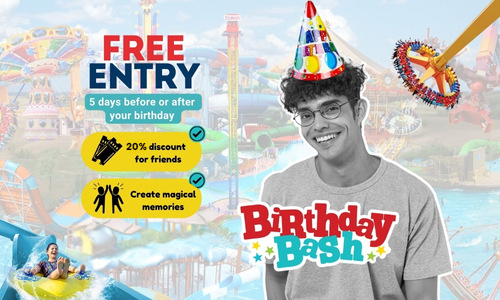 FREE
ENTRY
5 days before or after
your birthday
20% discount
for friends
Create magical
memories
BiRthday
BasH